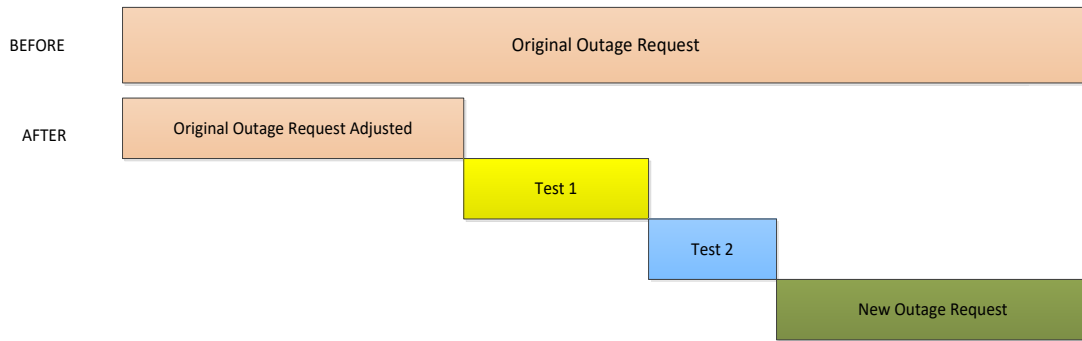 BEFORE
Original Outage Request
AFTER
Original Outage Request Adjusted
Test 1
Test 2
New Outage Request